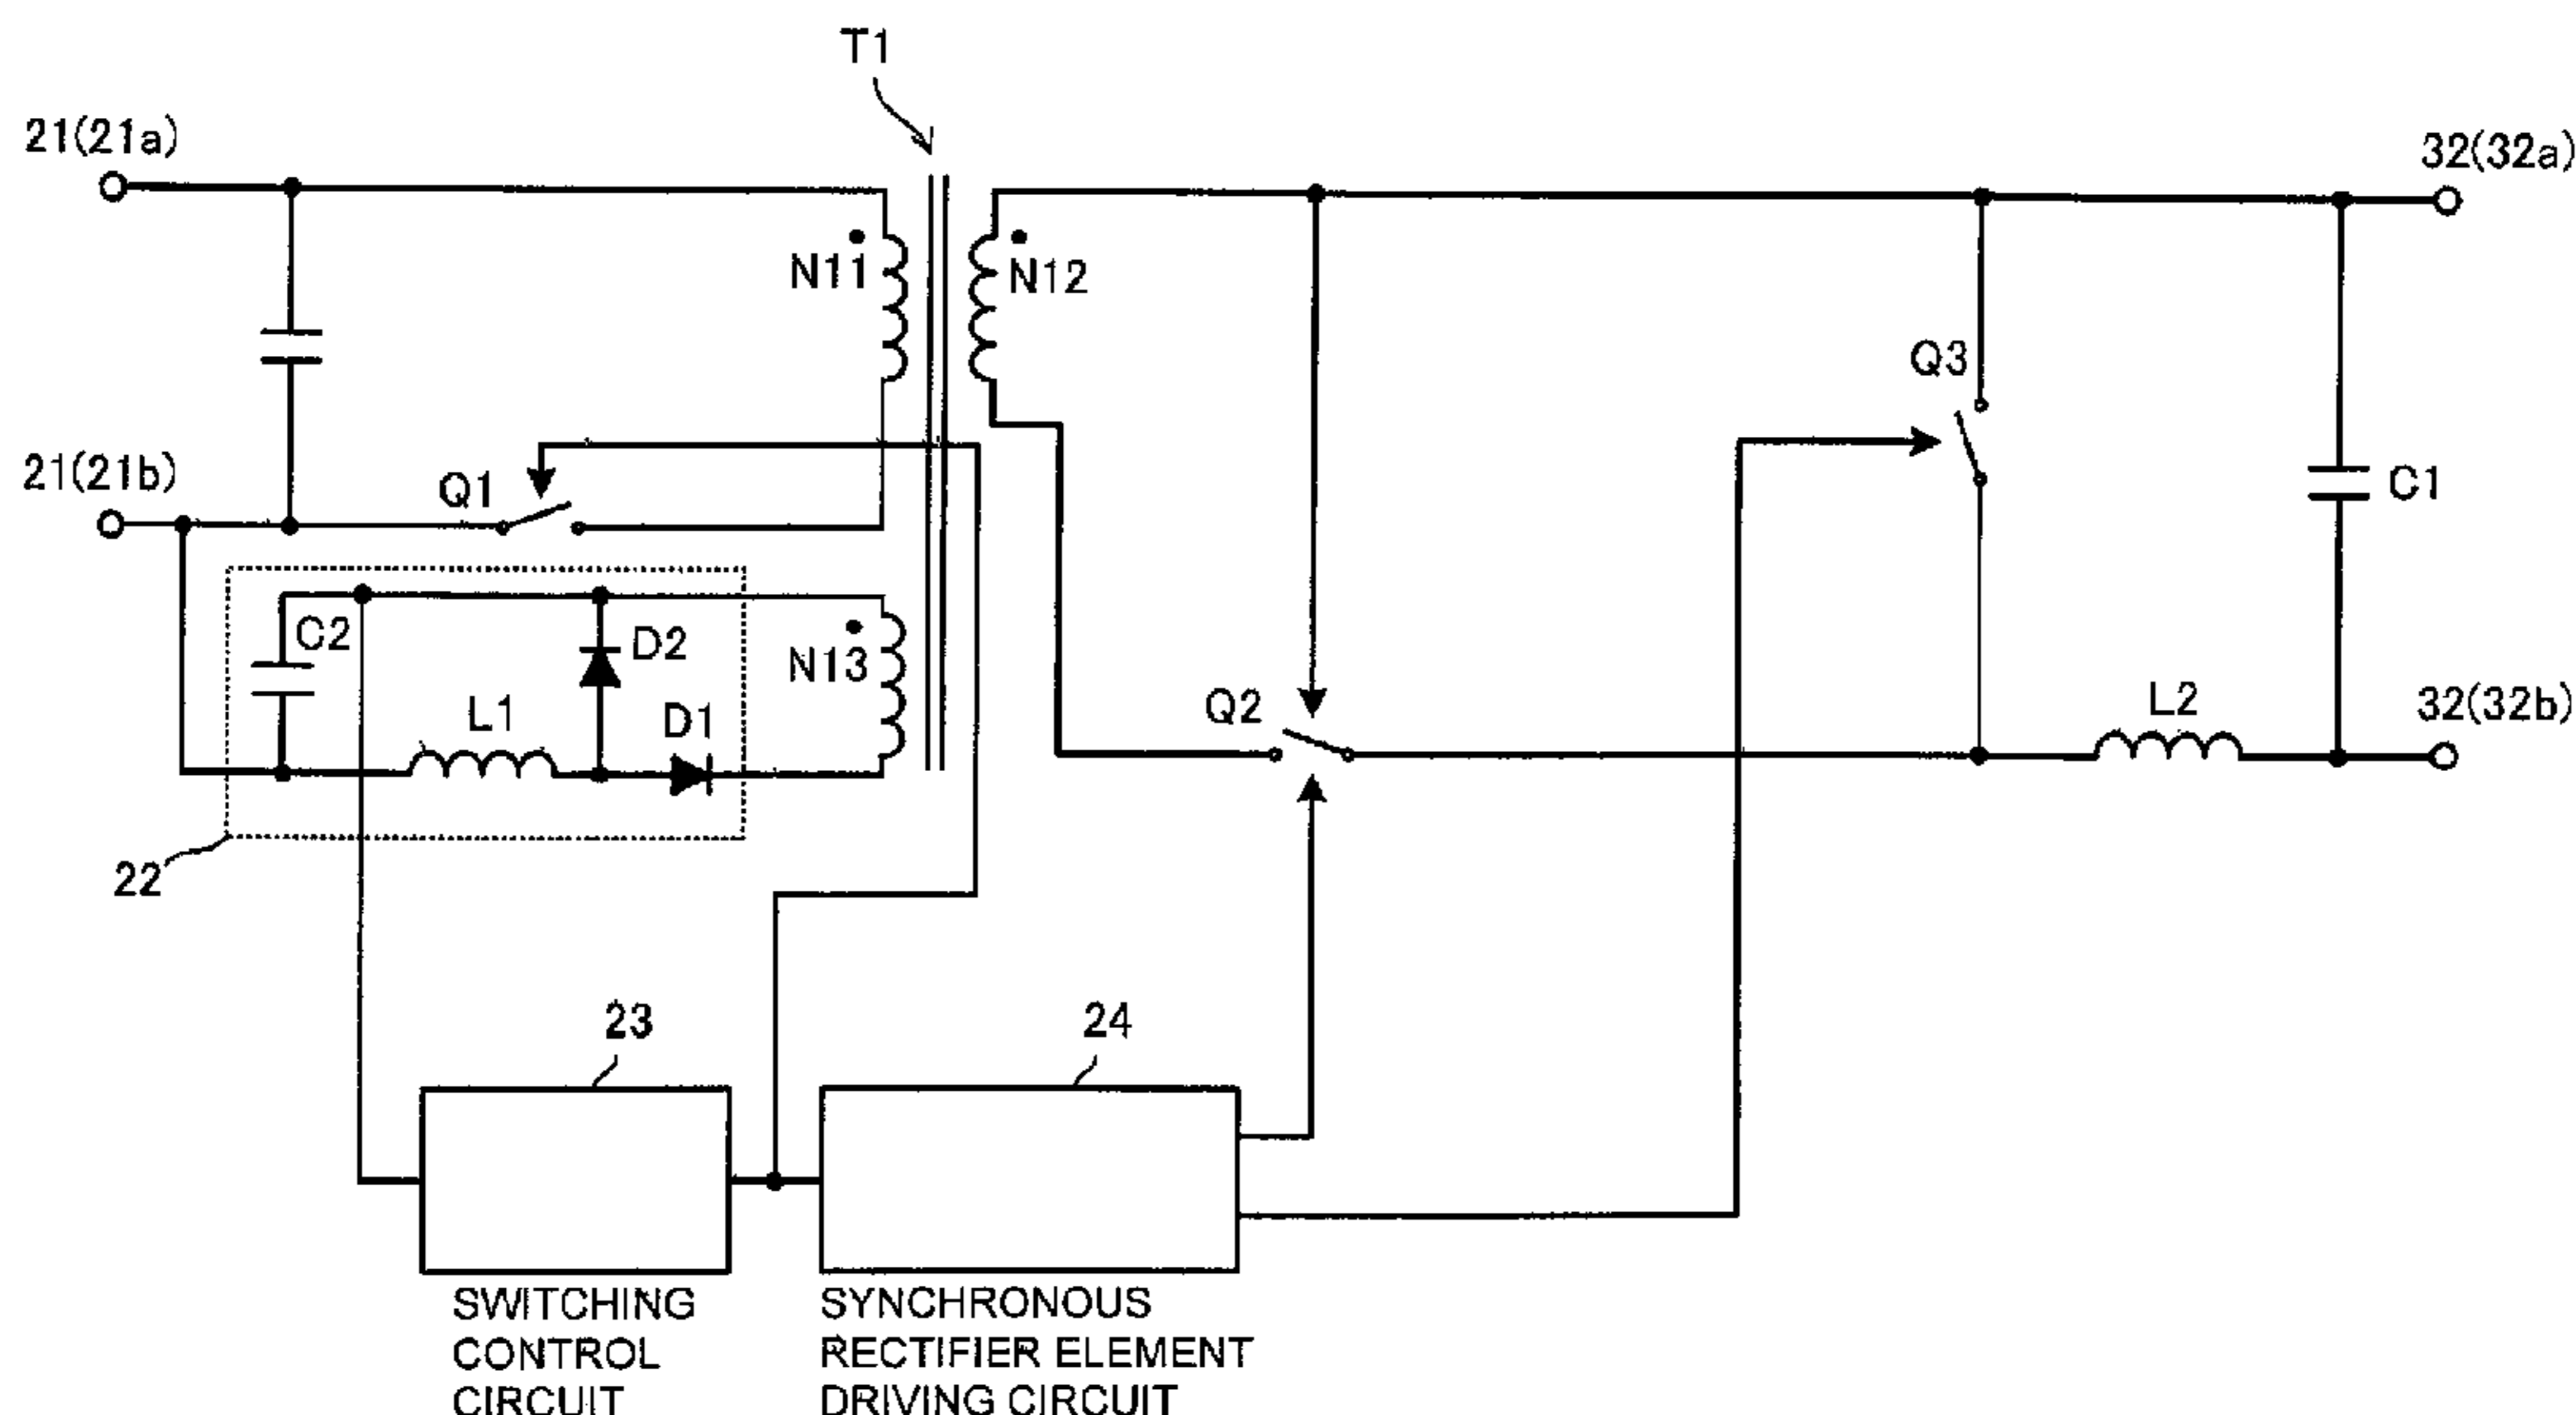 T1
21(21a)
32(32a)
N11
N12
Q3
21(21b)
Q1
C1
C2
D2
N13
L1
D1
Q2
L2
32(32b)
22
23
24
SWITCHING
CONTROL
CIRCUIT
SYNCHRONOUS
RECTIFIER ELEMENT
DRIVING CIRCUIT